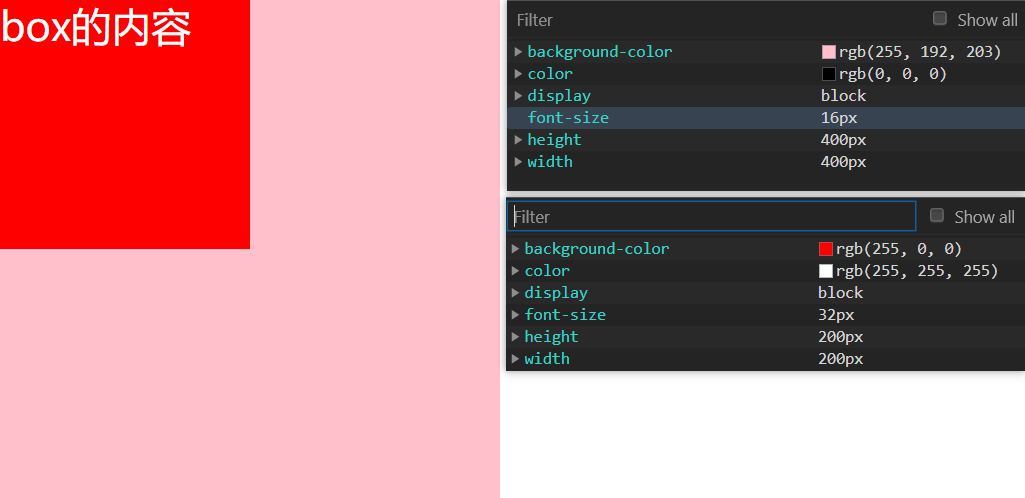 box的内容
Filter Show all
background-color rgb(255, 192, 203)
color rgb(0, 0, 0)
display block
font-size 16px
height 400px
width 400px
Filter Show all
background-color rgb(255, 0, 0)
color rgb(255, 255, 255)
display block
font-size 32px
height 200px
width 200px